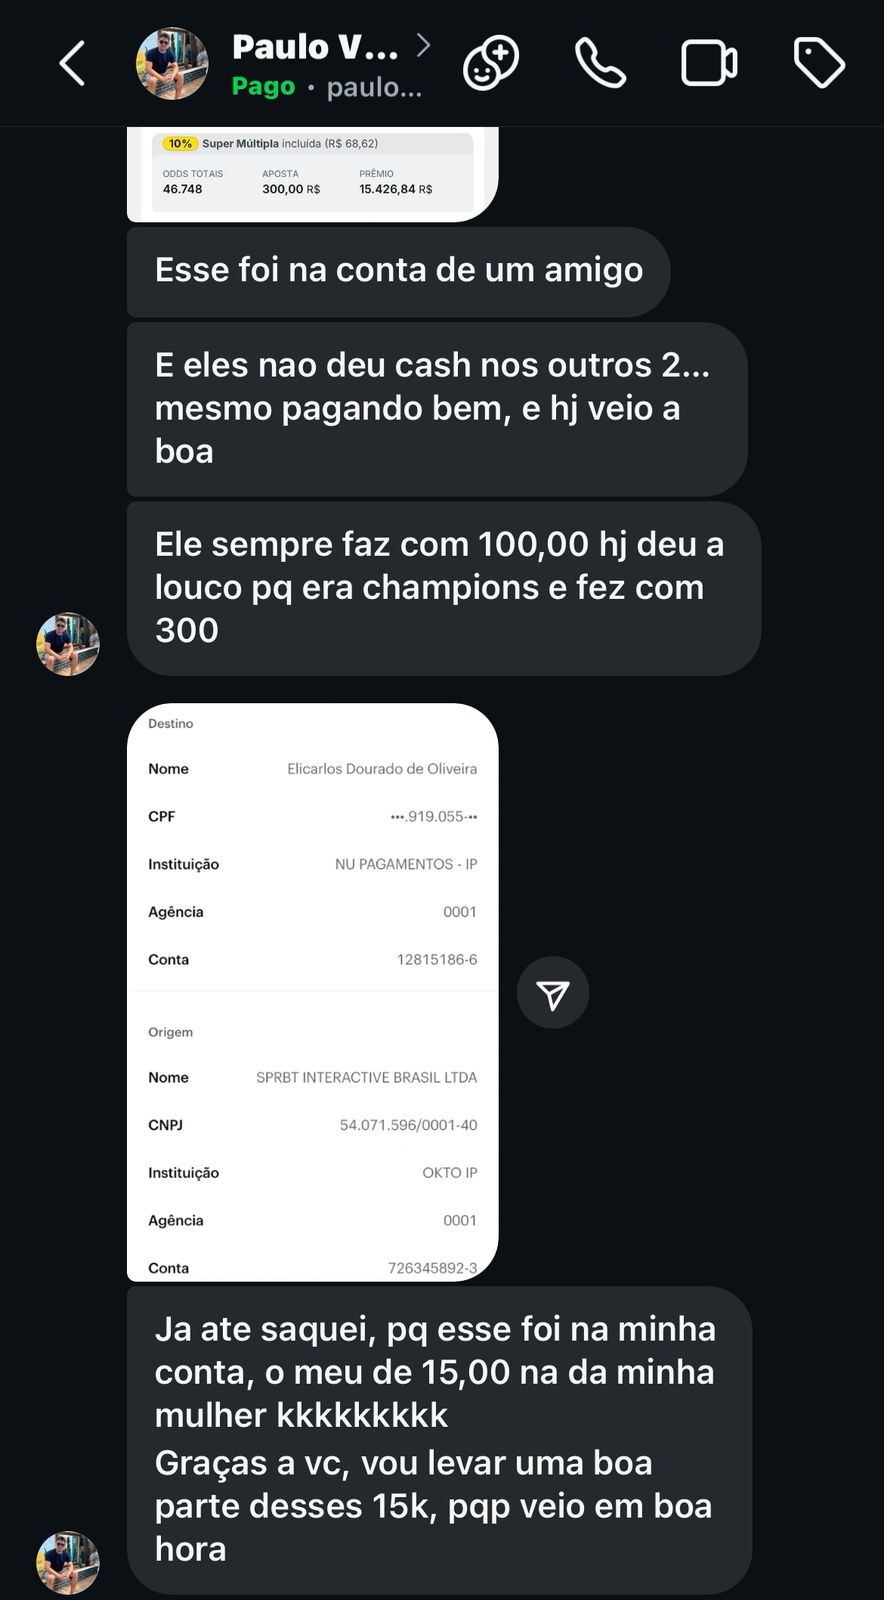 Paulo V...
Pago · paulo...
10% Super Múltipla incluída (R$ 68,62)
ODDS TOTAIS APOSTA PRÊMIO
46.748 300,00 R$ 15.426,84 R$
Esse foi na conta de um amigo
E eles nao deu cash nos outros 2...
mesmo pagando bem, e hj veio a
boa
Ele sempre faz com 100,00 hj deu a
louco pq era champions e fez com
300
Destino
Nome Elicarlos Dourado de Oliveira
CPF •••.919.055-••
Instituição NU PAGAMENTOS - IP
Agência 0001
Conta 12815186-6
Origem
Nome SPRBT INTERACTIVE BRASIL LTDA
CNPJ 54.071.596/0001-40
Instituição OKTO IP
Agência 0001
Conta 726345892-3
Ja ate saquei, pq esse foi na minha
conta, o meu de 15,00 na da minha
mulher kkkkkkkkk
Graças a vc, vou levar uma boa
parte desses 15k, pqp veio em boa
hora